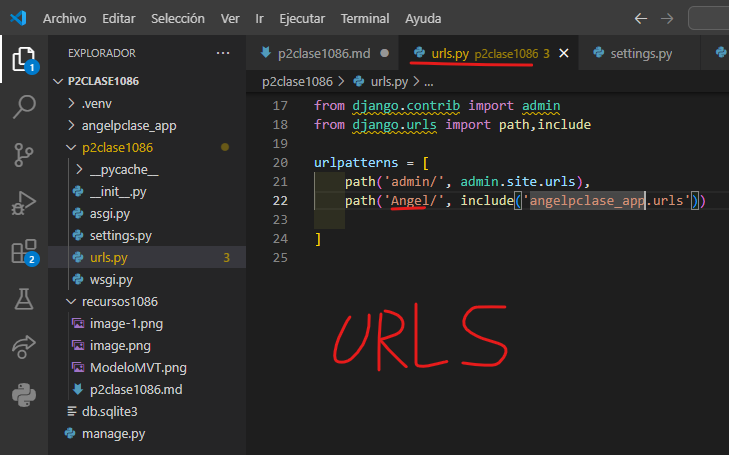 Archivo Editar Selección Ver Ir Ejecutar Terminal Ayuda
EXPLORADOR ···
p2clase1086.md
urls.py p2clase1086 3
settings.py
P2CLASE1086
p2clase1086 > urls.py > ...
.venv
angelpclase_app
p2clase1086
__pycache__
__init__.py
asgi.py
settings.py
urls.py 3
wsgi.py
recursos1086
image-1.png
image.png
ModeloMVT.png
p2clase1086.md
db.sqlite3
manage.py
1
2
17 from django.contrib import admin
18 from django.urls import path,include
19
20 urlpatterns = [
21 path('admin/', admin.site.urls),
22 path('Angel/', include('angelpclase_app.urls'))
23
24 ]
25
URLS